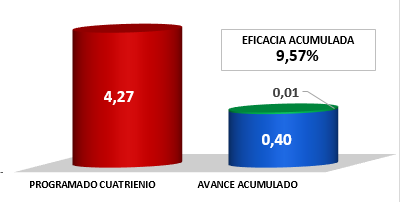 EFICACIA ACUMULADA
9,57%
4,27
0,01
0,40
-
PROGRAMADO CUATRIENIO
AVANCE ACUMULADO